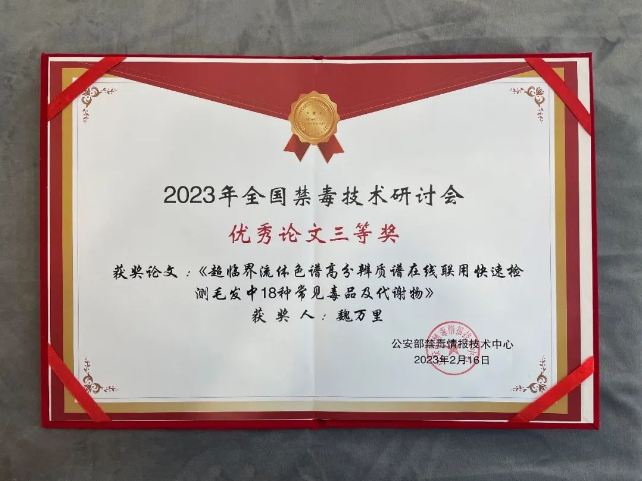 2023年全国禁毒技术研讨会
优秀论文三等奖
获奖论文：《超临界流体色谱高分辨质谱在线联用快速检
测毛发中18种常见毒品及代谢物》
获 奖 人：魏万里
公安部禁毒情报技术中心
2023年2月16日